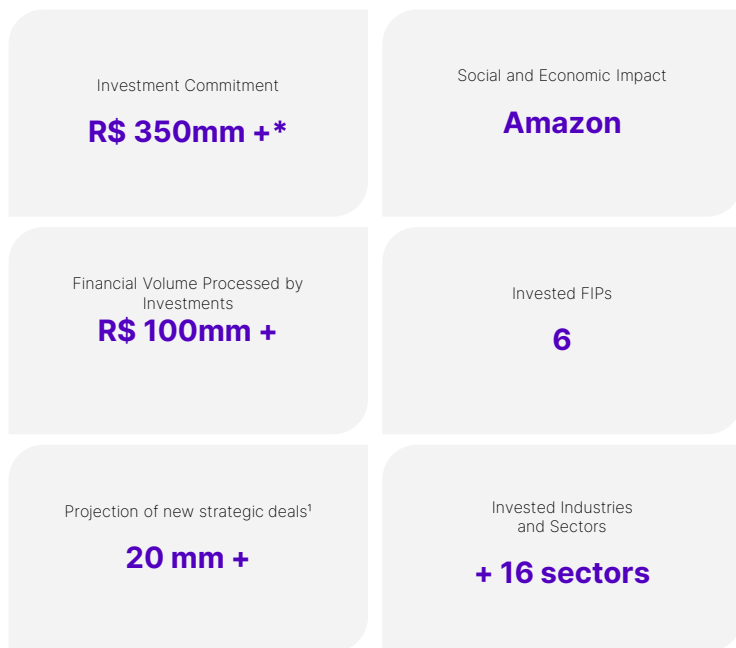 Investment Commitment
R$ 350mm +*
Social and Economic Impact
Amazon
Financial Volume Processed by
Investments
R$ 100mm +
Invested FIPs
6
Projection of new strategic deals¹
20 mm +
Invested Industries
and Sectors
+ 16 sectors